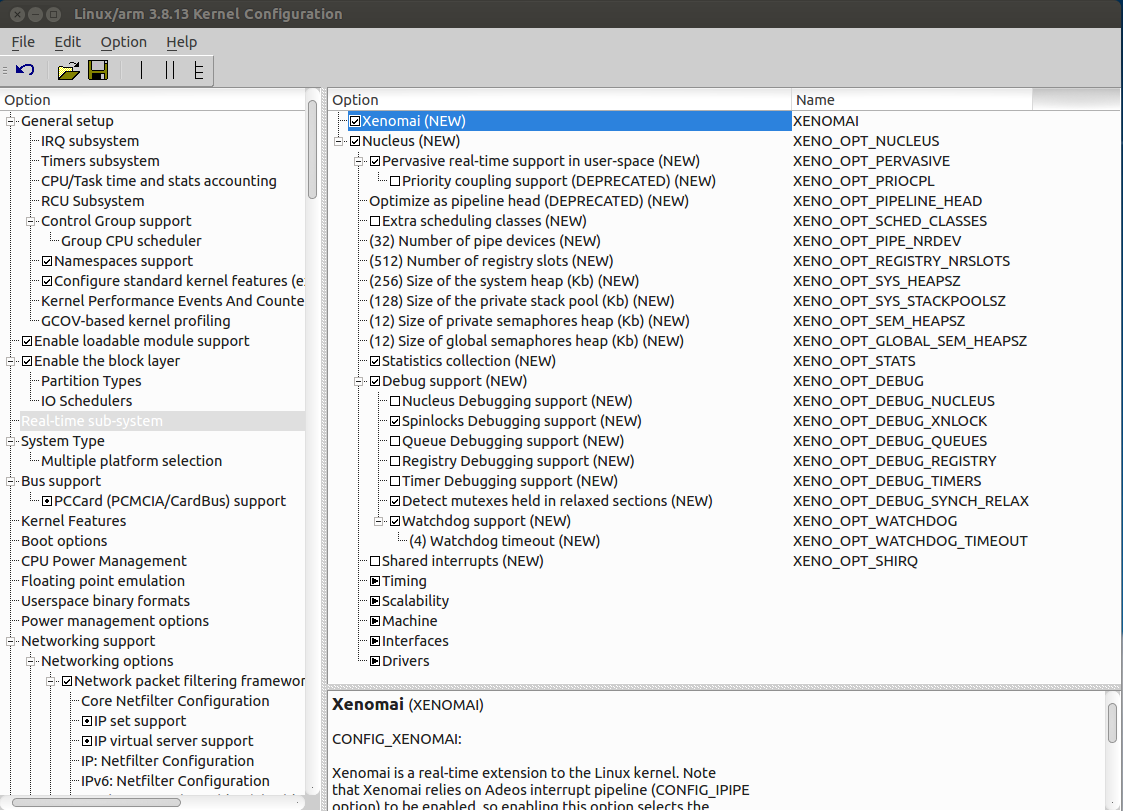 Linux/arm 3.8.13 Kernel Configuration
File Edit Option Help
Option
General setup
IRQ subsystem
Timers subsystem
CPU/Task time and stats accounting
RCU Subsystem
Control Group support
Group CPU scheduler
Namespaces support
Configure standard kernel features (e
Kernel Performance Events And Counte
GCOV-based kernel profiling
Enable loadable module support
Enable the block layer
Partition Types
IO Schedulers
Real-time sub-system
System Type
Multiple platform selection
Bus support
PCCard (PCMCIA/CardBus) support
Kernel Features
Boot options
CPU Power Management
Floating point emulation
Userspace binary formats
Power management options
Networking support
Networking options
Network packet filtering framewor
Core Netfilter Configuration
IP set support
IP virtual server support
IP: Netfilter Configuration
IPv6: Netfilter Configuration
Option Name
Xenomai (NEW) XENOMAI
Nucleus (NEW) XENO_OPT_NUCLEUS
Pervasive real-time support in user-space (NEW) XENO_OPT_PERVASIVE
Priority coupling support (DEPRECATED) (NEW) XENO_OPT_PRIOCPL
Optimize as pipeline head (DEPRECATED) (NEW) XENO_OPT_PIPELINE_HEAD
Extra scheduling classes (NEW) XENO_OPT_SCHED_CLASSES
(32) Number of pipe devices (NEW) XENO_OPT_PIPE_NRDEV
(512) Number of registry slots (NEW) XENO_OPT_REGISTRY_NRSLOTS
(256) Size of the system heap (Kb) (NEW) XENO_OPT_SYS_HEAPSZ
(128) Size of the private stack pool (Kb) (NEW) XENO_OPT_SYS_STACKPOOLSZ
(12) Size of private semaphores heap (Kb) (NEW) XENO_OPT_SEM_HEAPSZ
(12) Size of global semaphores heap (Kb) (NEW) XENO_OPT_GLOBAL_SEM_HEAPSZ
Statistics collection (NEW) XENO_OPT_STATS
Debug support (NEW) XENO_OPT_DEBUG
Nucleus Debugging support (NEW) XENO_OPT_DEBUG_NUCLEUS
Spinlocks Debugging support (NEW) XENO_OPT_DEBUG_XNLOCK
Queue Debugging support (NEW) XENO_OPT_DEBUG_QUEUES
Registry Debugging support (NEW) XENO_OPT_DEBUG_REGISTRY
Timer Debugging support (NEW) XENO_OPT_DEBUG_TIMERS
Detect mutexes held in relaxed sections (NEW) XENO_OPT_DEBUG_SYNCH_RELAX
Watchdog support (NEW) XENO_OPT_WATCHDOG
(4) Watchdog timeout (NEW) XENO_OPT_WATCHDOG_TIMEOUT
Shared interrupts (NEW) XENO_OPT_SHIRQ
Timing
Scalability
Machine
Interfaces
Drivers
Xenomai (XENOMAI)
CONFIG_XENOMAI:
Xenomai is a real-time extension to the Linux kernel. Note
that Xenomai relies on Adeos interrupt pipeline (CONFIG_IPIPE
option) to be enabled, so enabling this option selects the